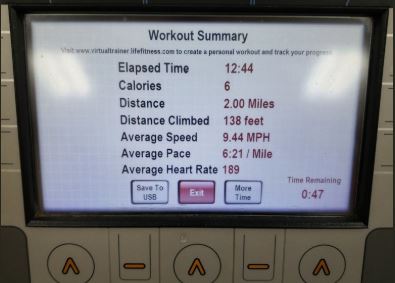 Workout Summary
Visit www.virtualtrainer.lifefitness.com to create a personal workout and track your progress
Elapsed Time 12:44
Calories 6
Distance 2.00 Miles
Distance Climbed 138 feet
Average Speed 9.44 MPH
Average Pace 6:21 / Mile
Average Heart Rate 189
Save To
USB
Exit
More
Time
Time Remaining
0:47